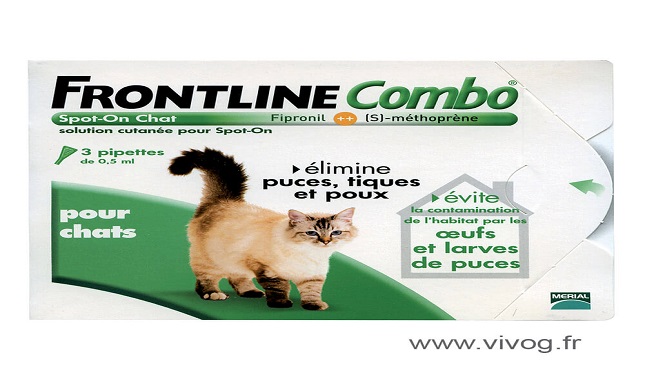 FRONTLINE Combo®
Spot-On Chat Fipronil ++ (S)-méthoprène
solution cutanée pour Spot-On
3 pipettes
de 0,5 ml
élimine
puces, tiques
et poux
pour
chats
évite
la contamination
de l'habitat par les
œufs
et larves
de puces
MERIAL
www.vivog.fr